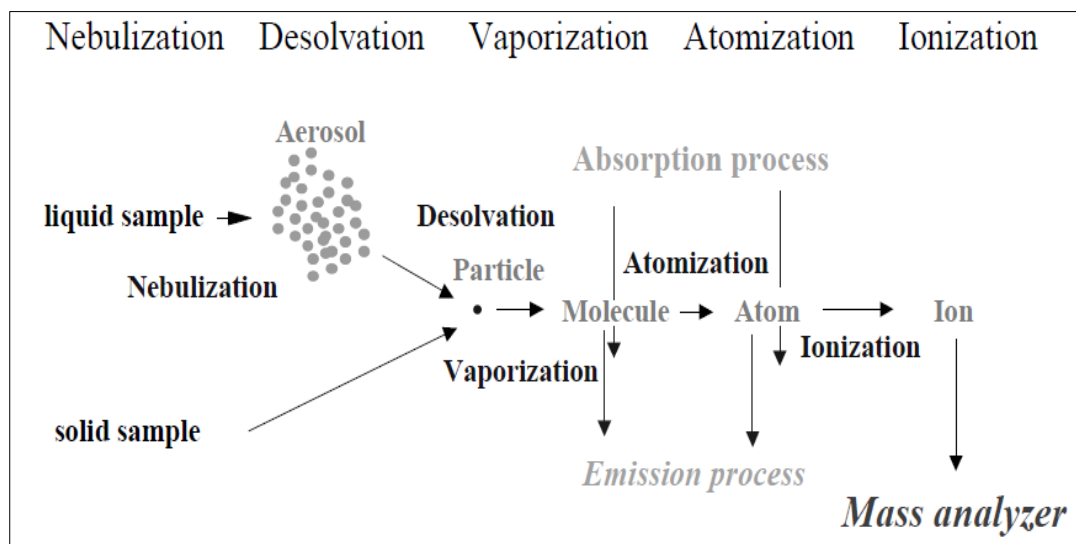 Nebulization Desolvation Vaporization Atomization Ionization
Aerosol
Absorption process
liquid sample
Desolvation
Nebulization
Particle
Atomization
Molecule
Atom
Ion
Vaporization
Ionization
solid sample
Emission process
Mass analyzer